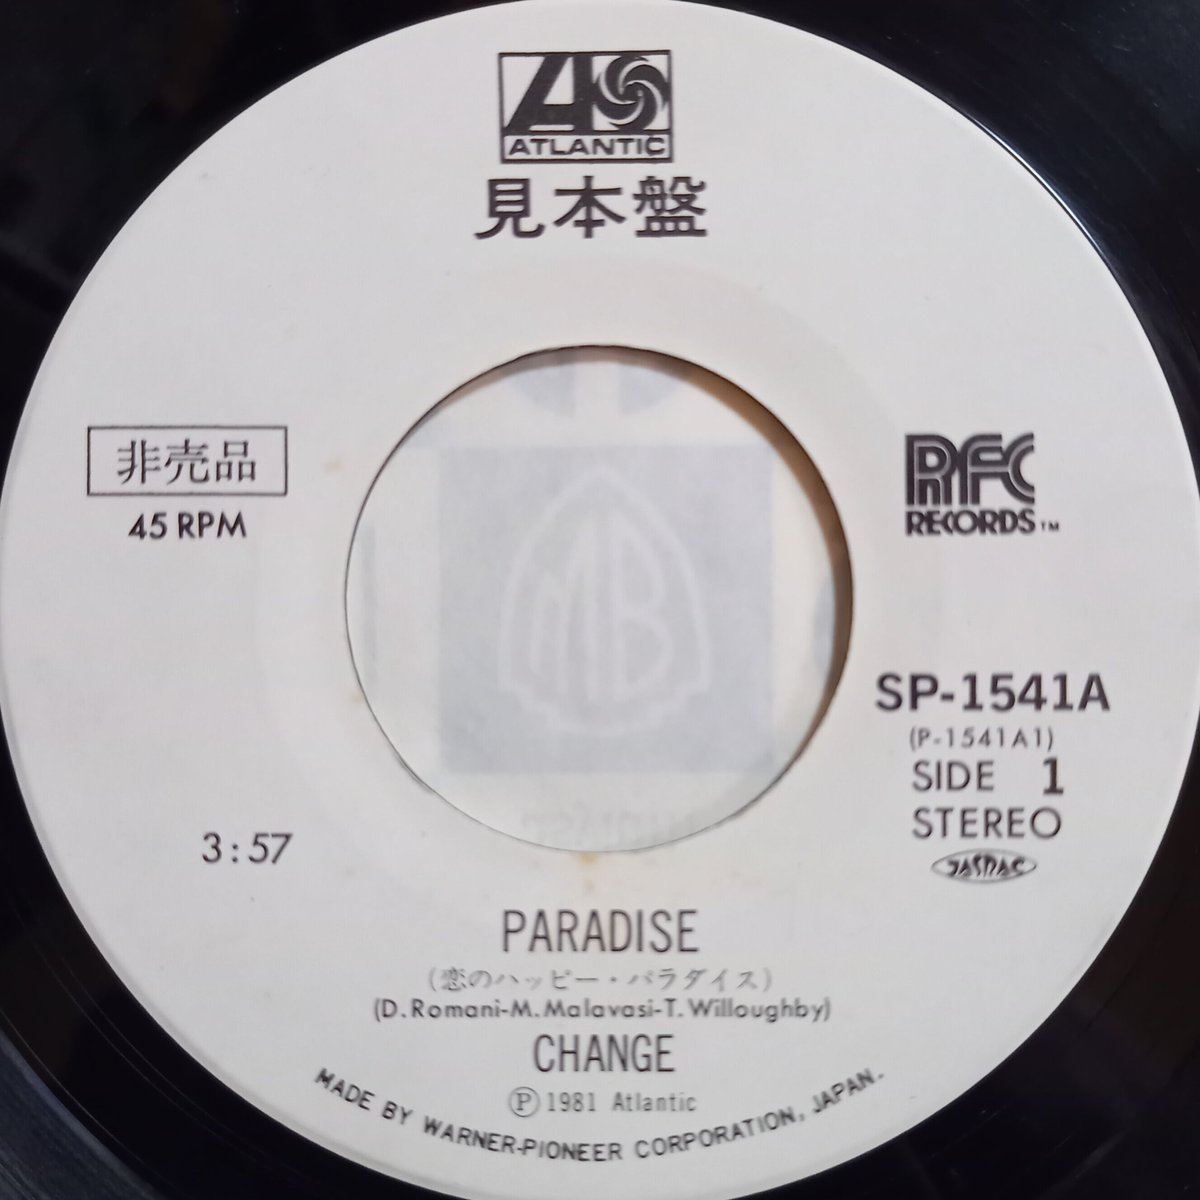 ATLANTIC
見本盤
非売品
45 RPM
RFC
RECORDS™
MB
SP-1541A
(P-1541A1)
SIDE 1
STEREO
JASRAC
3:57
PARADISE
(恋のハッピー・パラダイス)
(D. Romani-M. Malavasi-T. Willoughby)
CHANGE
Ⓟ1981 Atlantic
MADE BY WARNER-PIONEER CORPORATION, JAPAN.